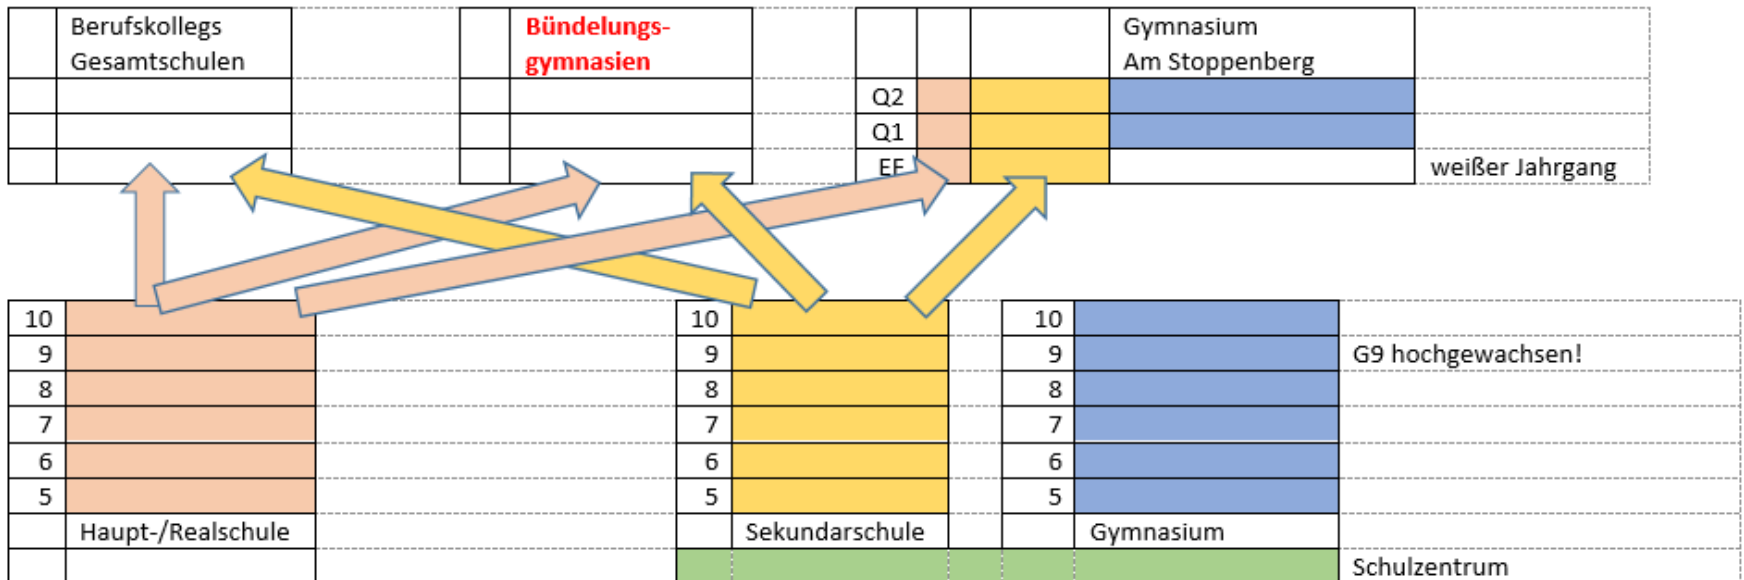 Berufskollegs
Gesamtschulen
Bündelungs-
gymnasien
Gymnasium
Am Stoppenberg
Q2
Q1
EF
weißer Jahrgang
10 10 10
9 9 9 G9 hochgewachsen!
8 8 8
7 7 7
6 6 6
5 5 5
Haupt-/Realschule Sekundarschule Gymnasium
Schulzentrum